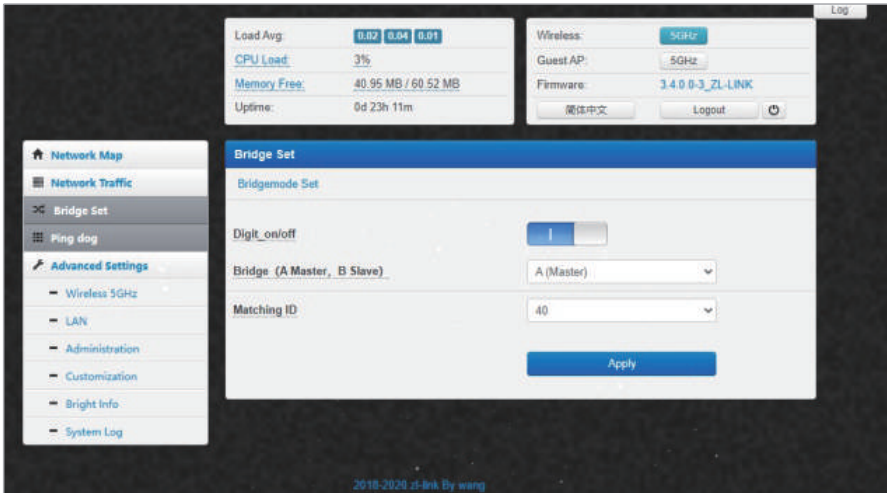 Log
Load Avg: 0.02 0.04 0.01
CPU Load: 3%
Memory Free: 40.95 MB / 60.52 MB
Uptime: 0d 23h 11m
Wireless: 5GHz
Guest AP: 5GHz
Firmware: 3.4.0.0-3_ZL-LINK
简体中文 Logout
Network Map
Network Traffic
Bridge Set
Ping dog
Advanced Settings
Wireless 5GHz
LAN
Administration
Customization
Bright Info
System Log
Bridge Set
Bridgemode Set
Digit_on/off
Bridge (A Master, B Slave) A (Master)
Matching ID 40
Apply
2018-2020 zl-link By wang